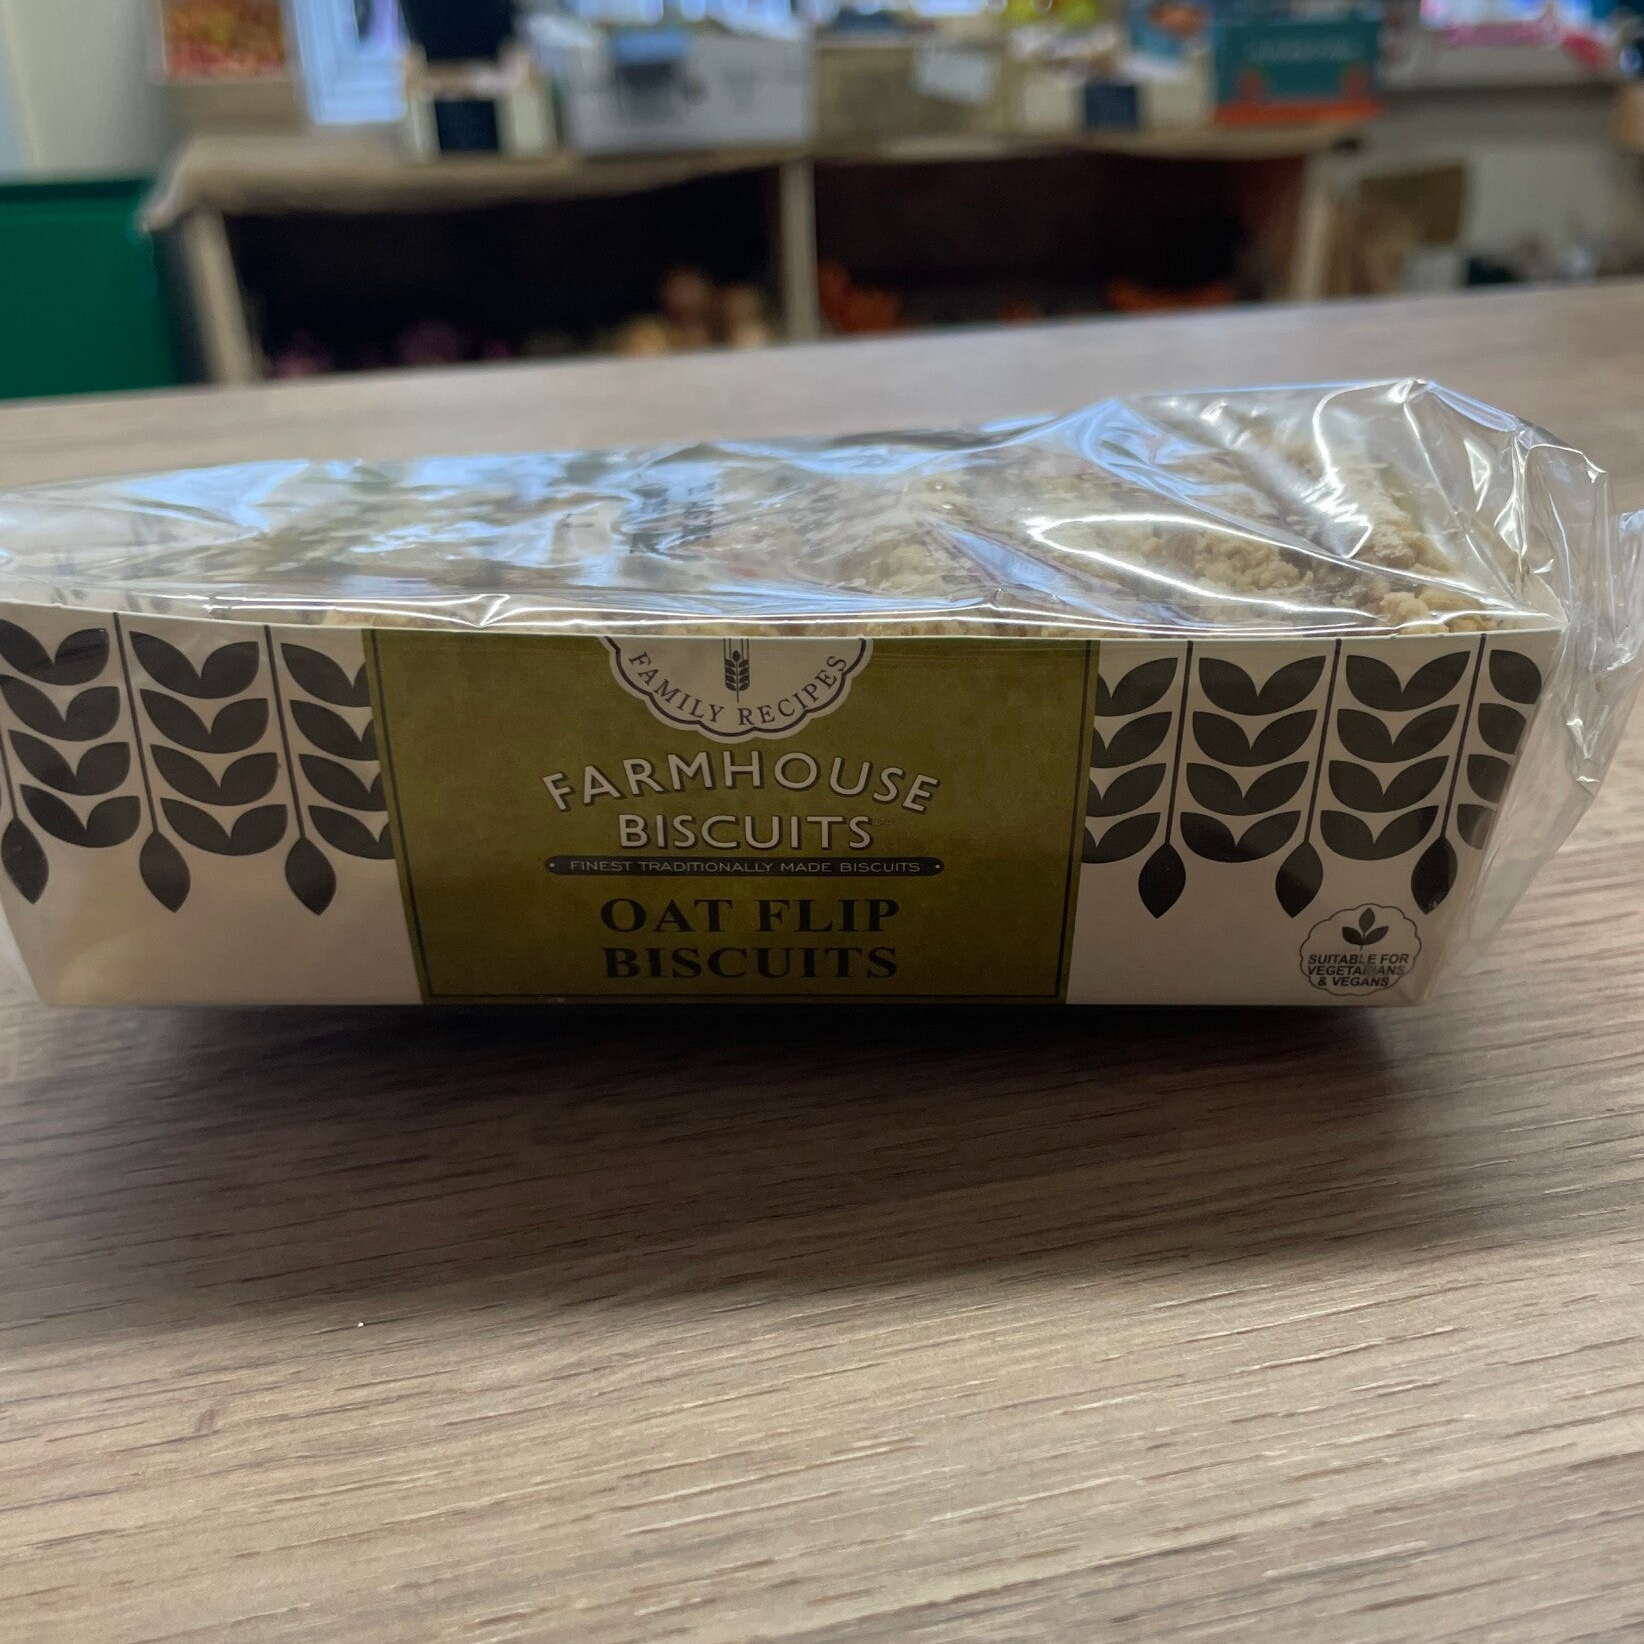 FAMILY RECIPES
FARMHOUSE
BISCUITS
• FINEST TRADITIONALLY MADE BISCUITS •
OAT FLIP
BISCUITS
SUITABLE FOR
VEGETARIANS
& VEGANS